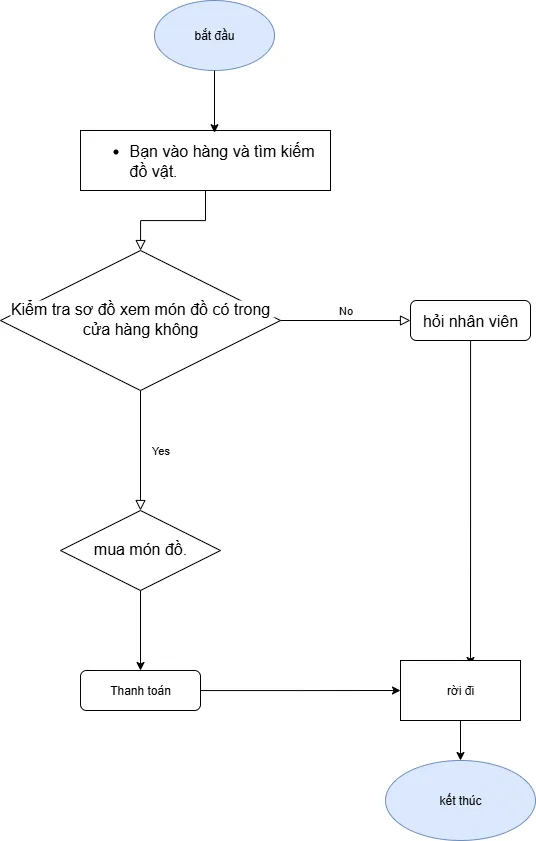 bắt đầu
• Bạn vào hàng và tìm kiếm
đồ vật.
Kiểm tra sơ đồ xem món đồ có trong
cửa hàng không
No
hỏi nhân viên
Yes
mua món đồ.
Thanh toán
rời đi
kết thúc